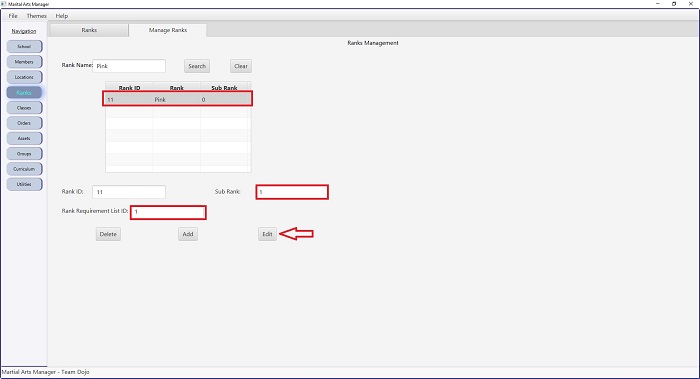 Marital Arts Manager
File Themes Help
Navigation
School
Members
Locations
Ranks
Classes
Orders
Assets
Groups
Curriculum
Utilities
Ranks Manage Ranks
Ranks Management
Rank Name: Pink Search Clear
Rank ID Rank Sub Rank
11 Pink 0
Rank ID: 11 Sub Rank: 1
Rank Requirement List ID: 1
Delete Add Edit
Martial Arts Manager - Team Dojo